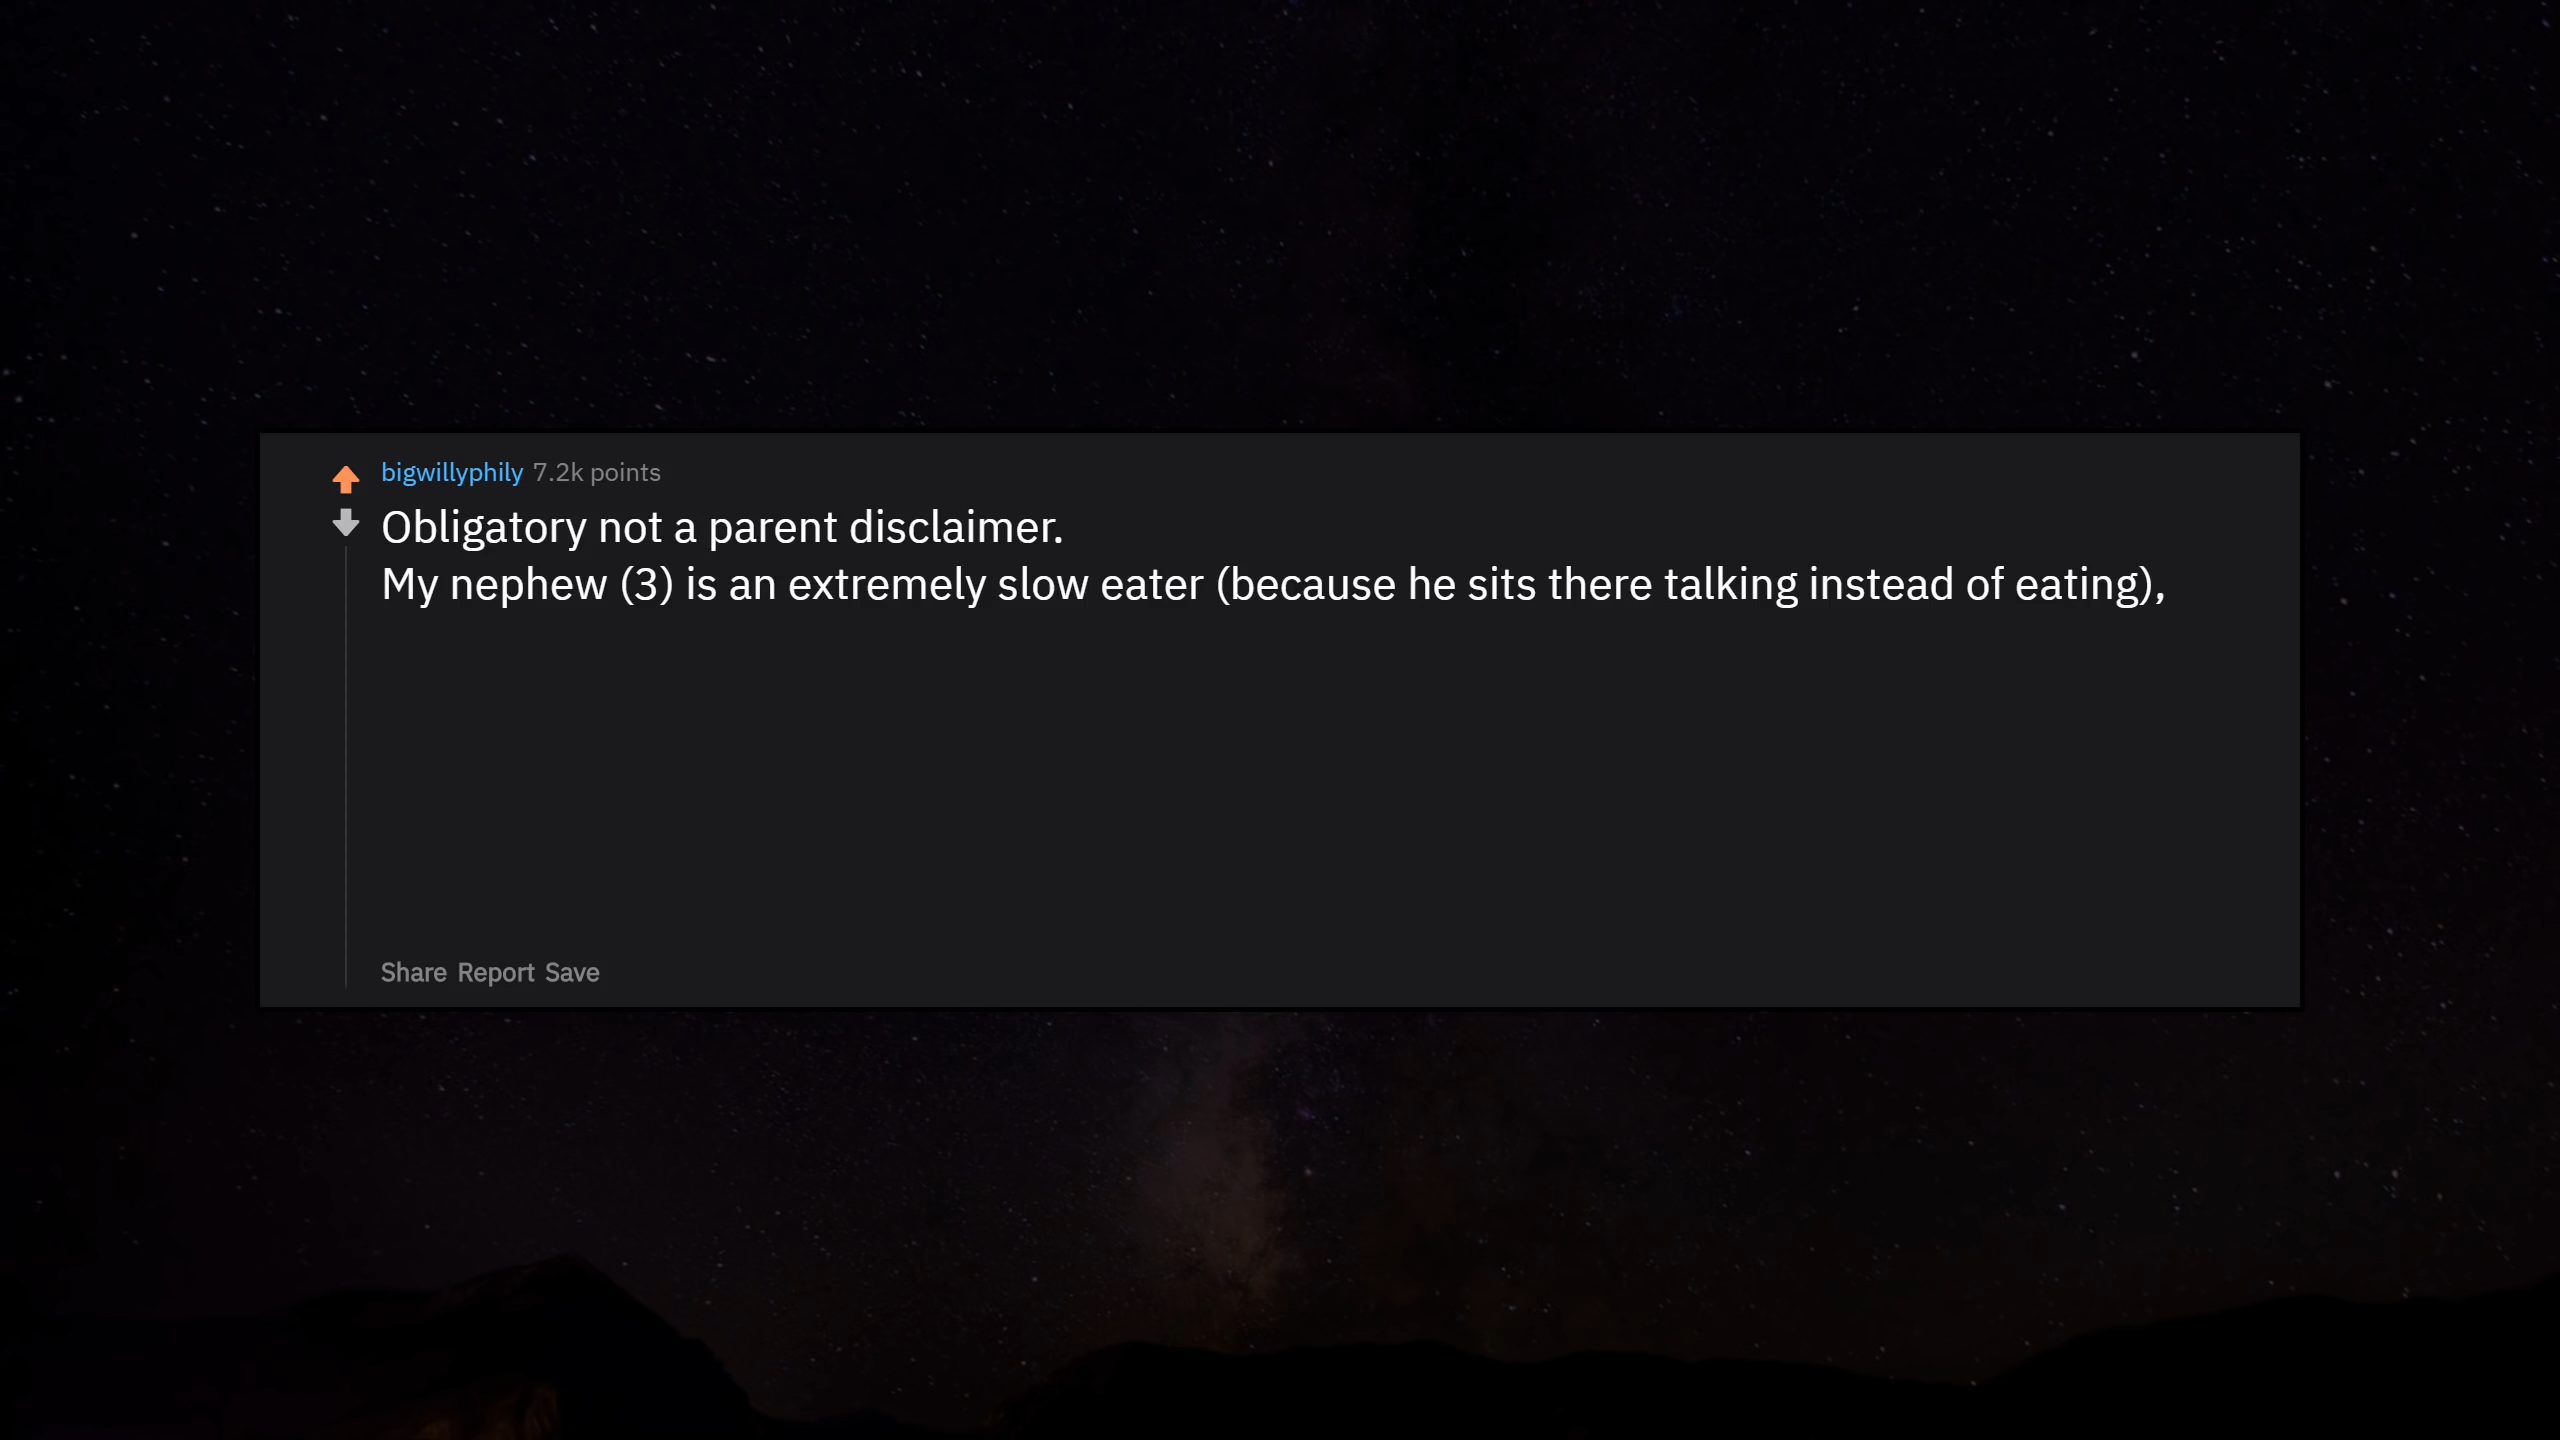 bigwillyphily 7.2k points
Obligatory not a parent disclaimer.
My nephew (3) is an extremely slow eater (because he sits there talking instead of eating),
Share Report Save